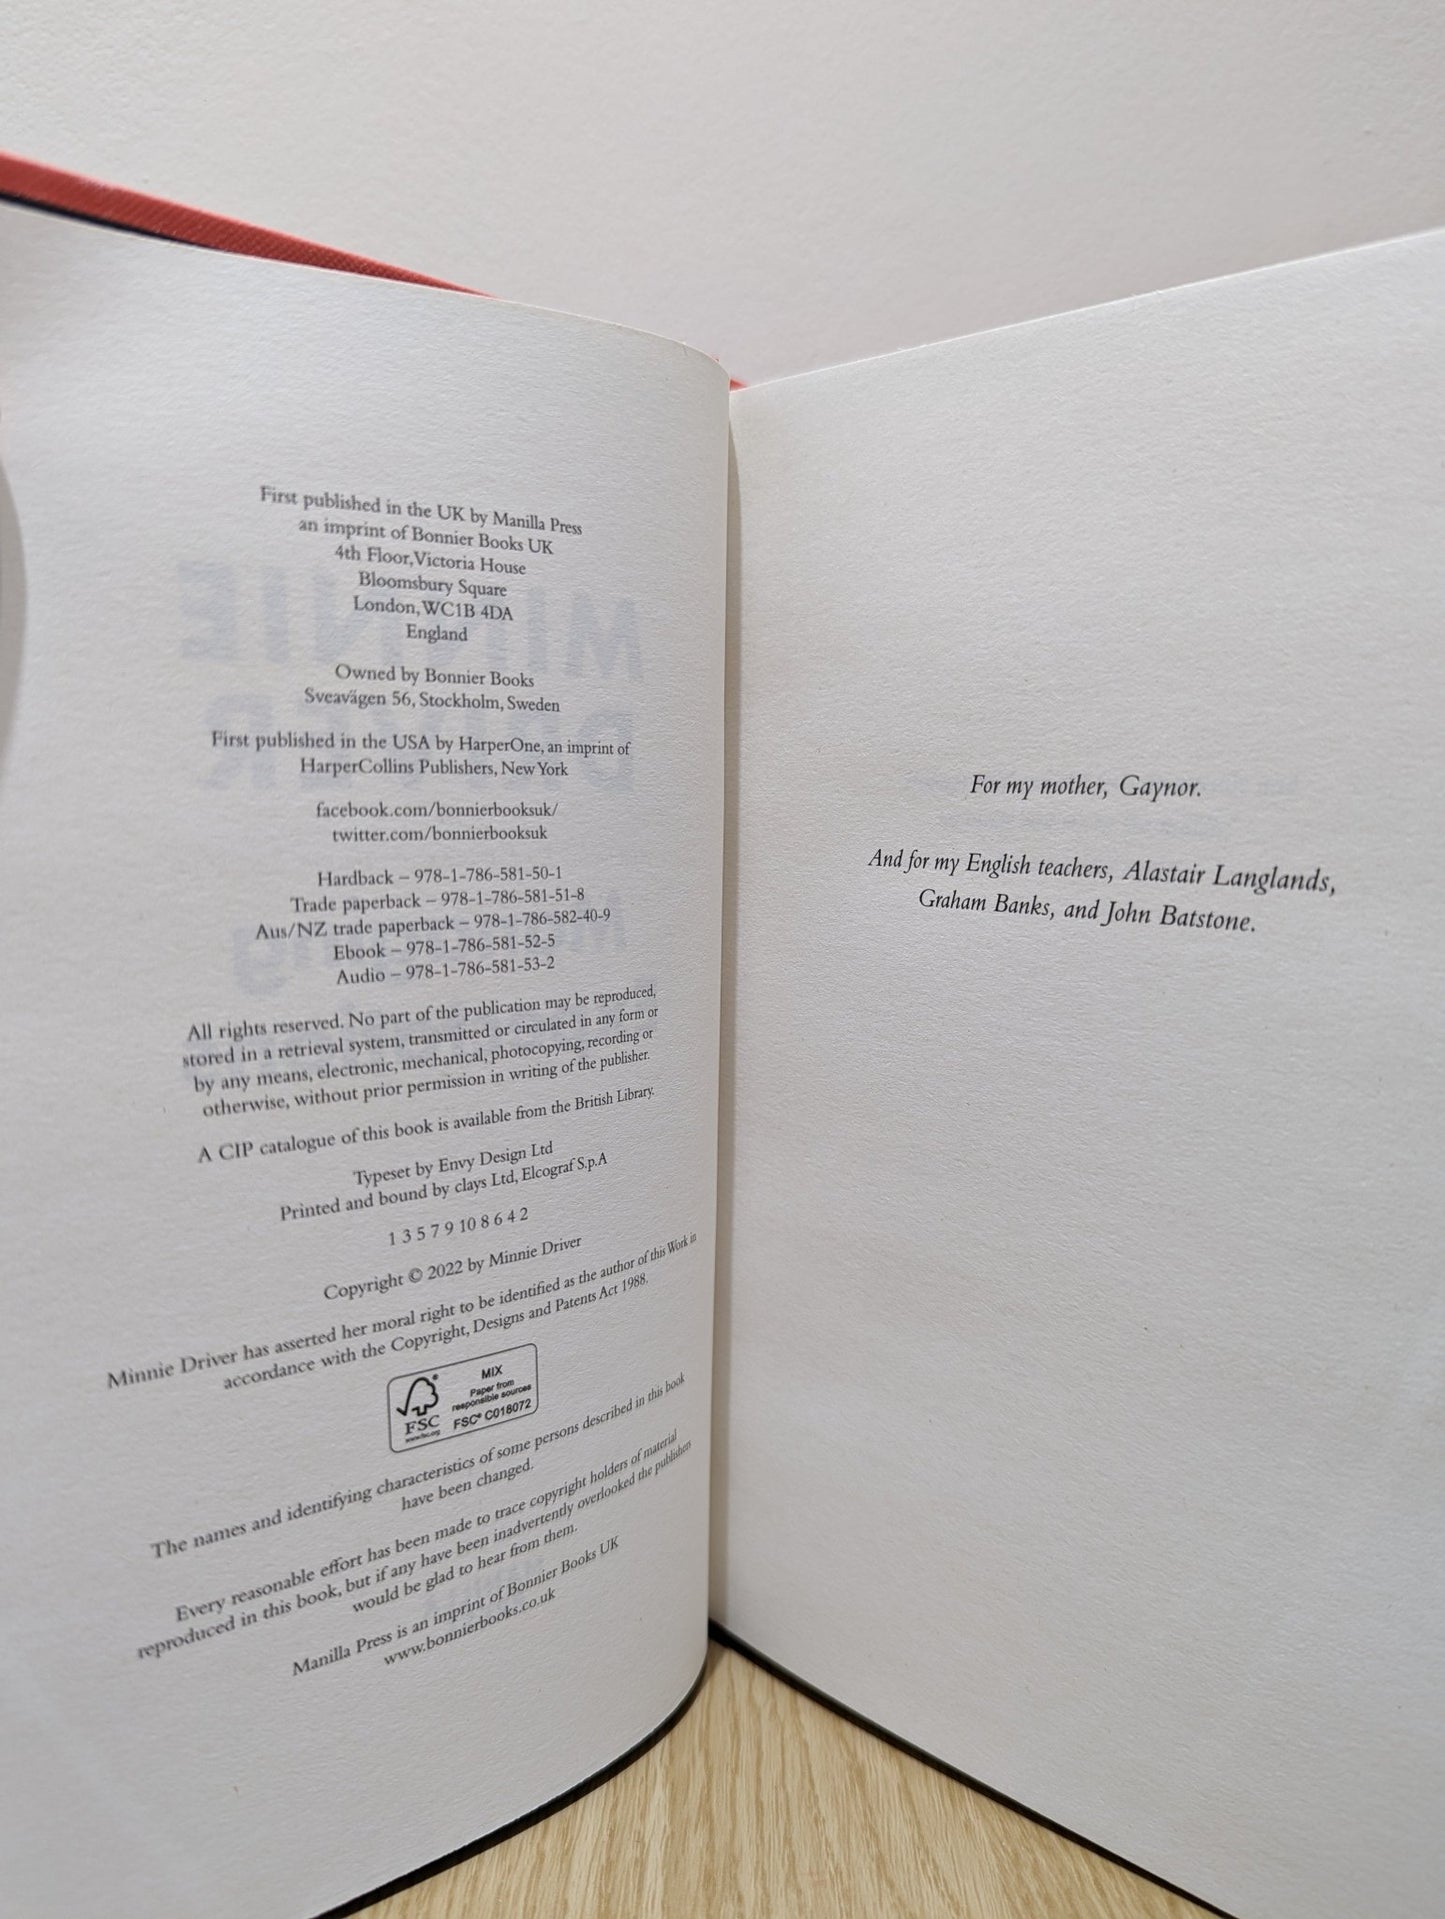 First published in the UK by Manilla Press
an imprint of Bonnier Books UK
4th Floor, Victoria House
Bloomsbury Square
London, WC1B 4DA
England
Owned by Bonnier Books
Sveavägen 56, Stockholm, Sweden
First published in the USA by HarperOne, an imprint of
HarperCollins Publishers, New York
facebook.com/bonnierbooksuk/
twitter.com/bonnierbooksuk
Hardback – 978-1-786-581-50-1
Trade paperback – 978-1-786-581-51-8
Aus/NZ trade paperback – 978-1-786-582-40-9
Ebook – 978-1-786-581-52-5
Audio – 978-1-786-581-53-2
All rights reserved. No part of the publication may be reproduced,
stored in a retrieval system, transmitted or circulated in any form or
by any means, electronic, mechanical, photocopying, recording or
otherwise, without prior permission in writing of the publisher.
A CIP catalogue of this book is available from the British Library.
Typeset by Envy Design Ltd
Printed and bound by clays Ltd, Elcograf S.p.A
1 3 5 7 9 10 8 6 4 2
Copyright © 2022 by Minnie Driver
Minnie Driver has asserted her moral right to be identified as the author of this Work in
accordance with the Copyright, Designs and Patents Act 1988.
FSC®
www.fsc.org
MIX
Paper from
responsible sources
FSC® C018072
The names and identifying characteristics of some persons described in this book
have been changed.
Every reasonable effort has been made to trace copyright holders of material
reproduced in this book, but if any have been inadvertently overlooked the publishers
would be glad to hear from them.
Manilla Press is an imprint of Bonnier Books UK
www.bonnierbooks.co.uk
For my mother, Gaynor.
And for my English teachers, Alastair Langlands,
Graham Banks, and John Batstone.